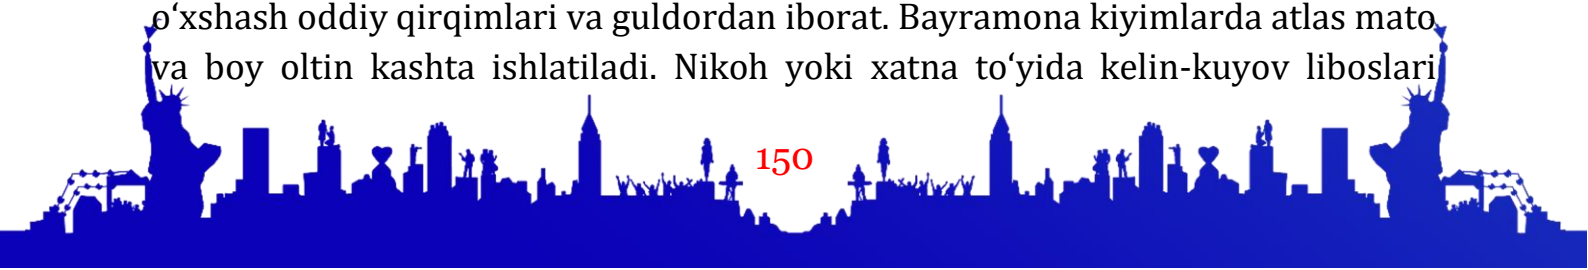 o‘xshash oddiy qirqimlari va guldordan iborat. Bayramona kiyimlarda atlas mato
va boy oltin kashta ishlatiladi. Nikoh yoki xatna to‘yida kelin-kuyov liboslari
150